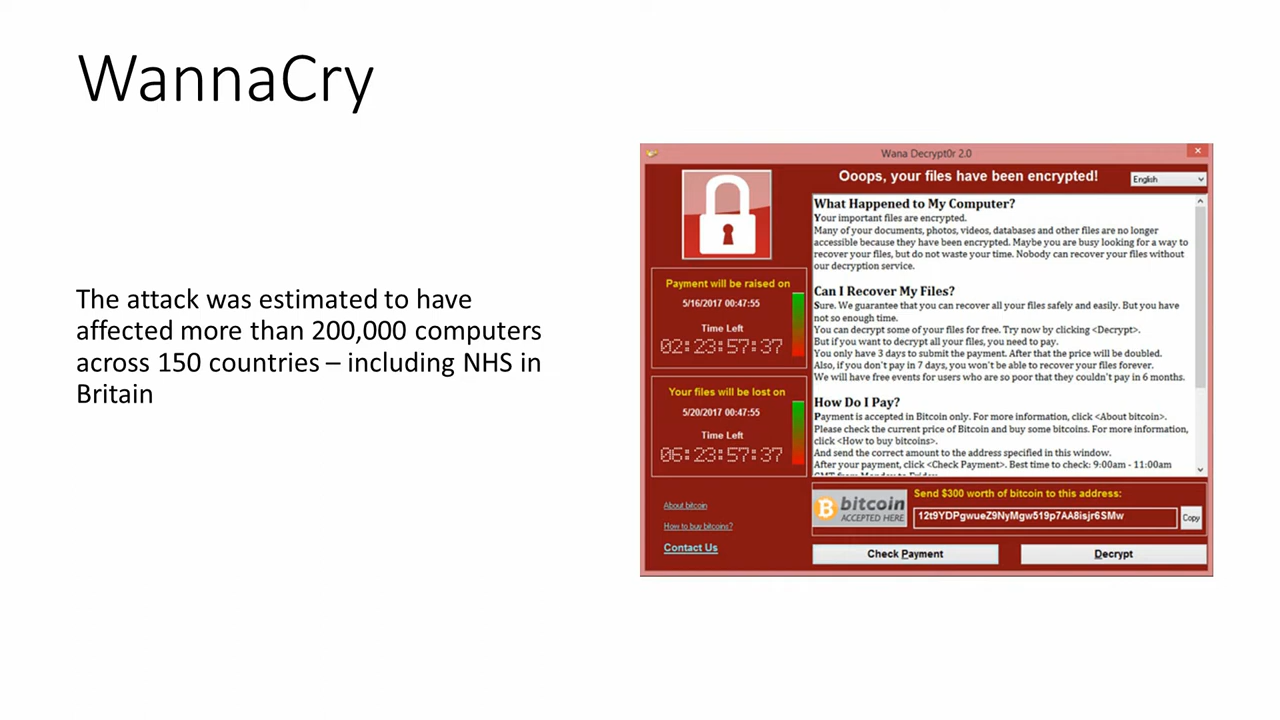 WannaCry
The attack was estimated to have
affected more than 200,000 computers
across 150 countries – including NHS in
Britain
Wana Decrypt0r 2.0
Ooops, your files have been encrypted!
English
What Happened to My Computer?
Your important files are encrypted.
Many of your documents, photos, videos, databases and other files are no longer
accessible because they have been encrypted. Maybe you are busy looking for a way to
recover your files, but do not waste your time. Nobody can recover your files without
our decryption service.
Can I Recover My Files?
Sure. We guarantee that you can recover all your files safely and easily. But you have
not so enough time.
You can decrypt some of your files for free. Try now by clicking <Decrypt>.
But if you want to decrypt all your files, you need to pay.
You only have 3 days to submit the payment. After that the price will be doubled.
Also, if you don't pay in 7 days, you won't be able to recover your files forever.
We will have free events for users who are so poor that they couldn't pay in 6 months.
How Do I Pay?
Payment is accepted in Bitcoin only. For more information, click <About bitcoin>.
Please check the current price of Bitcoin and buy some bitcoins. For more information,
click <How to buy bitcoins>.
And send the correct amount to the address specified in this window.
After your payment, click <Check Payment>. Best time to check: 9:00am - 11:00am
GMT from Monday to Friday.
Payment will be raised on
5/16/2017 00:47:55
Time Left
02:23:57:37
Your files will be lost on
5/20/2017 00:47:55
Time Left
06:23:57:37
About bitcoin
How to buy bitcoins?
Contact Us
bitcoin
ACCEPTED HERE
Send $300 worth of bitcoin to this address:
12t9YDPgwueZ9NyMgw519p7AA8isjr6SMw
Copy
Check Payment
Decrypt